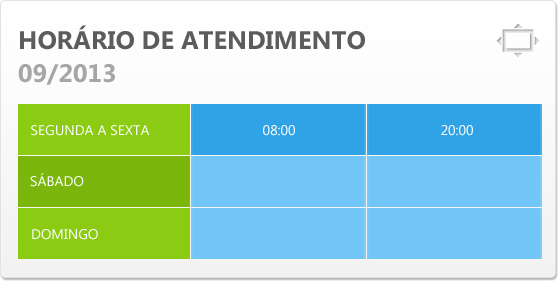 HORÁRIO DE ATENDIMENTO
09/2013
SEGUNDA A SEXTA 08:00 20:00
SÁBADO
DOMINGO